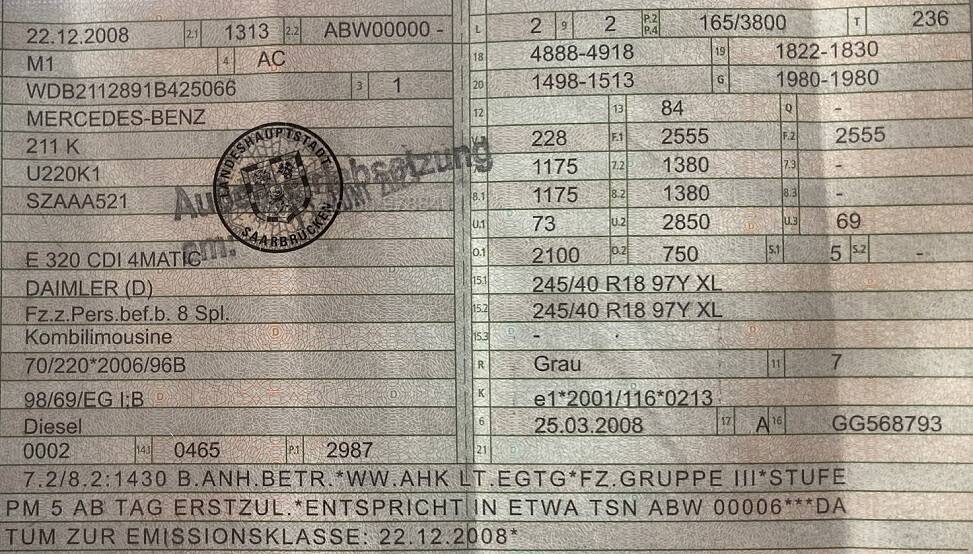 22.12.2008 2.1 1313 2.2 ABW00000 - L 2 9 2 P.2 P.4 165/3800 T 236
M1 4 AC 18 4888-4918 19 1822-1830
WDB2112891B425066 3 1 20 1498-1513 G 1980-1980
MERCEDES-BENZ 12 13 84 Q -
211 K 228 F.1 2555 F.2 2555
U220K1 1175 7.2 1380 7.3 -
SZAAA521 8.1 1175 8.2 1380 8.3 -
U.1 73 U.2 2850 U.3 69
E 320 CDI 4MATIC O.1 2100 O.2 750 S.1 5 S.2 -
DAIMLER (D) 15.1 245/40 R18 97Y XL
Fz.z.Pers.bef.b. 8 Spl. 15.2 245/40 R18 97Y XL
Kombilimousine 15.3 -
70/220*2006/96B R Grau 11 7
98/69/EG I;B K e1*2001/116*0213
Diesel 6 25.03.2008 17 A 16 GG568793
0002 14.1 0465 P.1 2987 21
7.2/8.2:1430 B.ANH.BETR.*WW.AHK LT.EGTG*FZ.GRUPPE III*STUFE
PM 5 AB TAG ERSTZUL.*ENTSPRICHT IN ETWA TSN ABW 00006***DA
TUM ZUR EMISSIONSKLASSE: 22.12.2008*
LANDESHAUPTSTADT
SAARBRÜCKEN